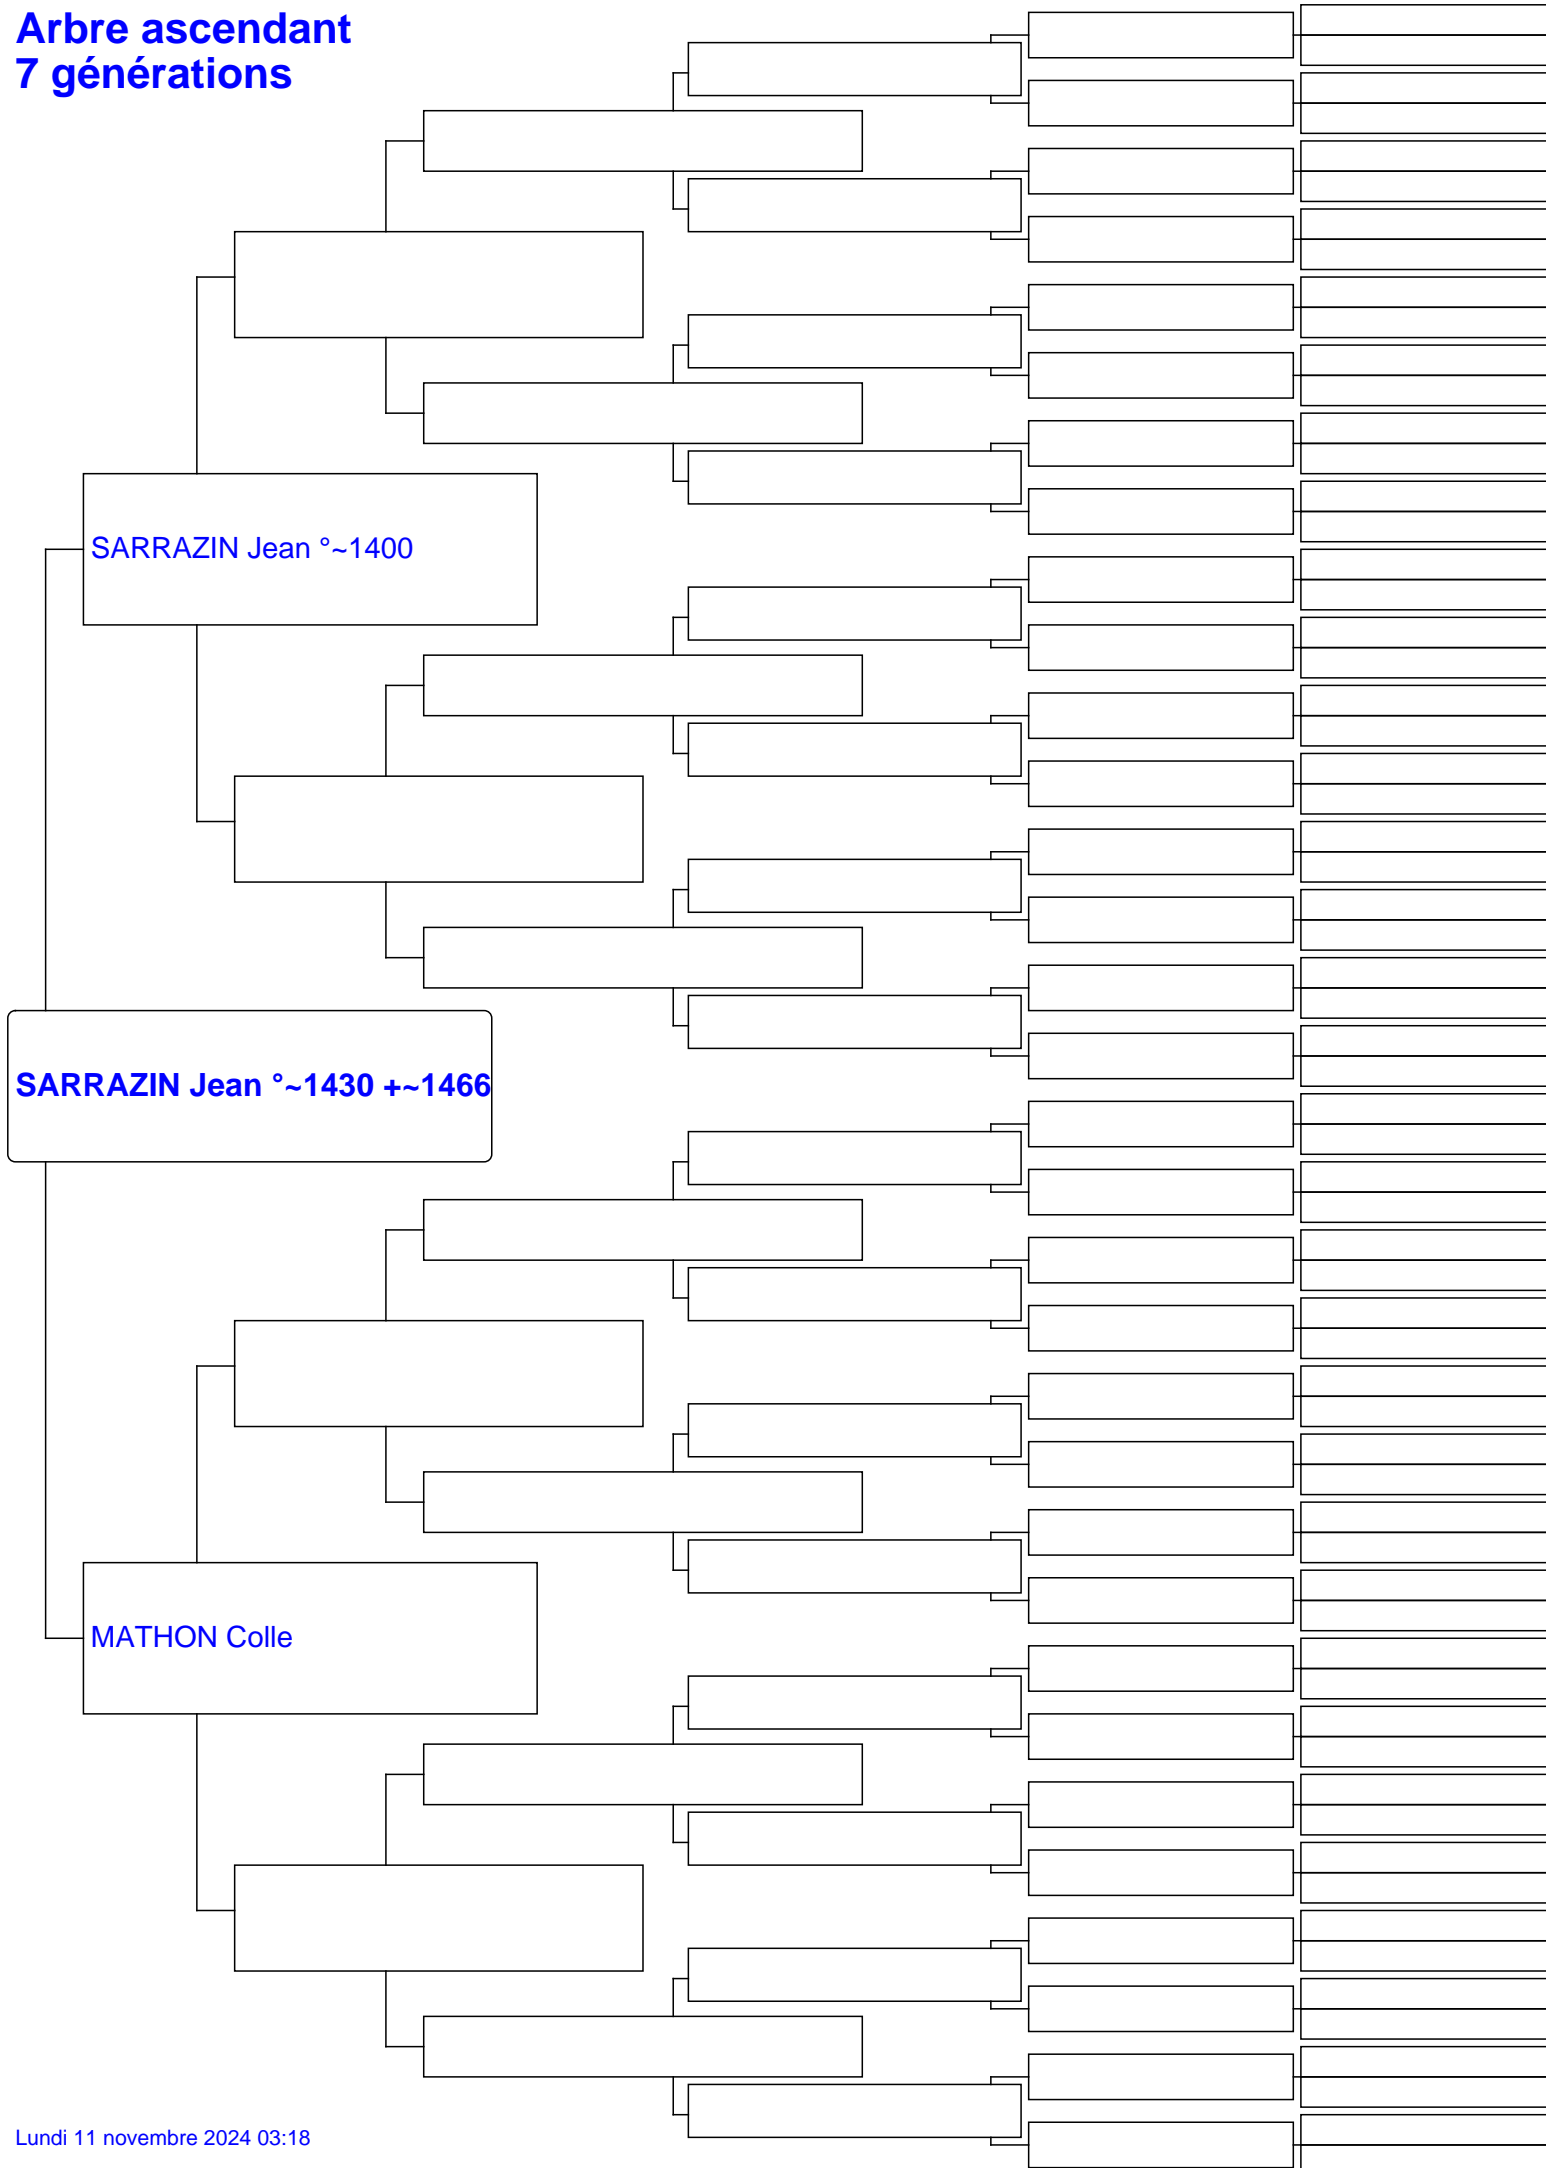 Arbre ascendant
7 générations
SARRAZIN Jean °~1400
SARRAZIN Jean °~1430 +~1466
MATHON Colle
Lundi 11 novembre 2024 03:18